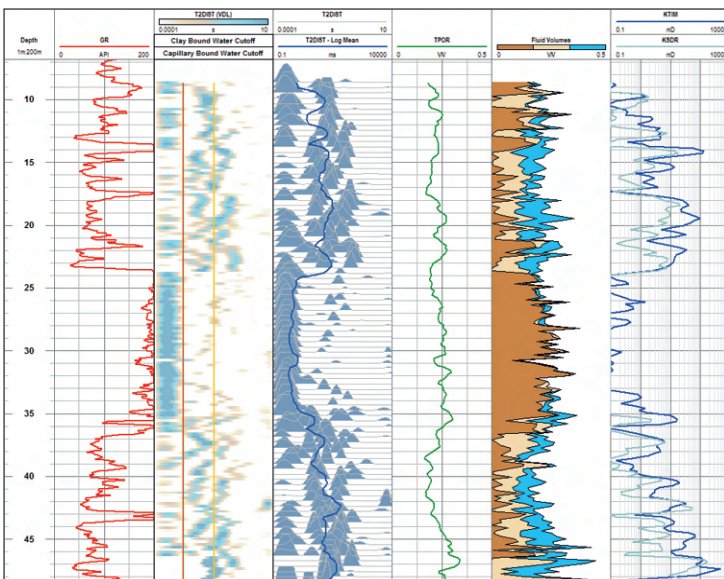 T2DIST (VDL)
0.0001 s 10
T2DIST
0.0001 s 10
KTIM
0.1 mD 1000
Depth
1m:200m
GR
0 API 200
Clay Bound Water Cutoff
Capillary Bound Water Cutoff
T2DIST - Log Mean
0.1 ms 10000
TPOR
0 V/V 0.5
Fluid Volumes
0 V/V 0.5
KSDR
0.1 mD 1000
10
15
20
25
30
35
40
45